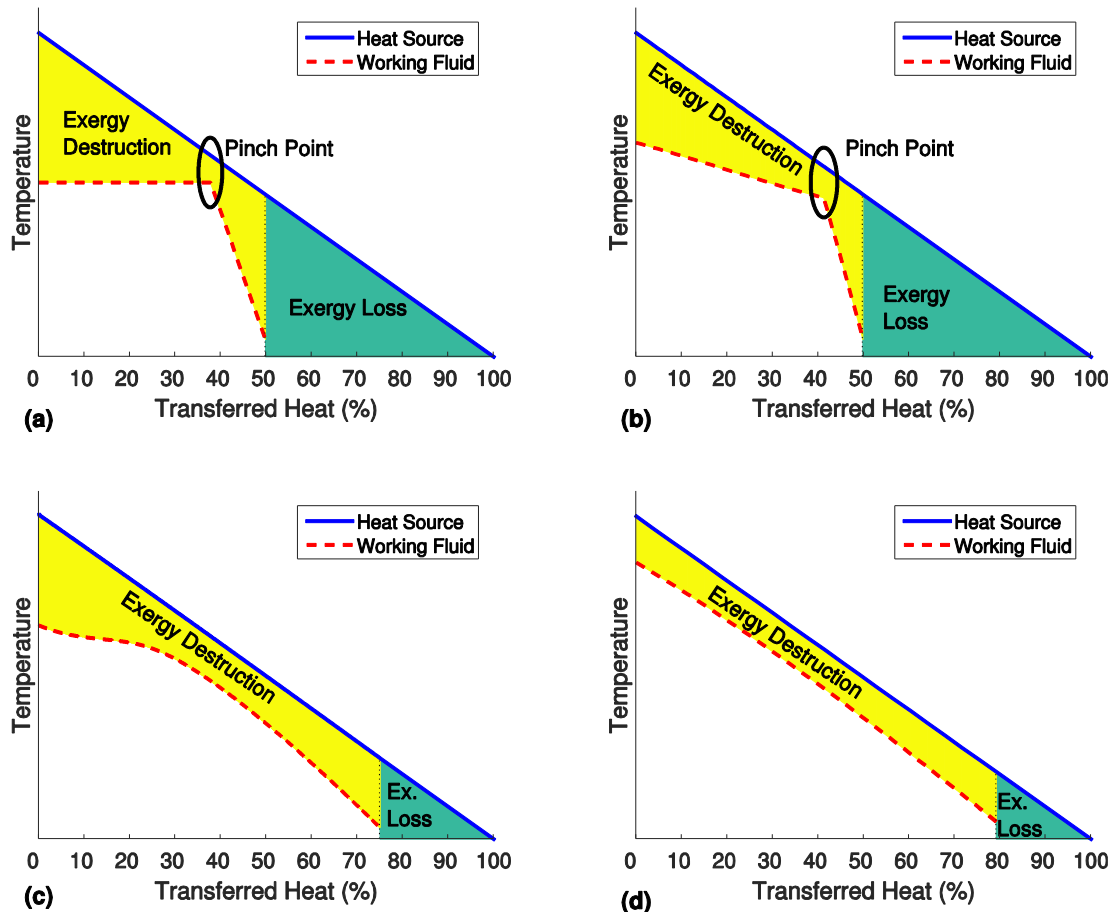 Heat Source
Working Fluid
Exergy
Destruction
Pinch Point
Exergy Loss
Temperature
0 10 20 30 40 50 60 70 80 90 100
Transferred Heat (%)
(a)
Heat Source
Working Fluid
Exergy Destruction
Pinch Point
Exergy
Loss
Temperature
0 10 20 30 40 50 60 70 80 90 100
Transferred Heat (%)
(b)
Heat Source
Working Fluid
Exergy Destruction
Ex.
Loss
Temperature
0 10 20 30 40 50 60 70 80 90 100
Transferred Heat (%)
(c)
Heat Source
Working Fluid
Exergy Destruction
Ex.
Loss
Temperature
0 10 20 30 40 50 60 70 80 90 100
Transferred Heat (%)
(d)